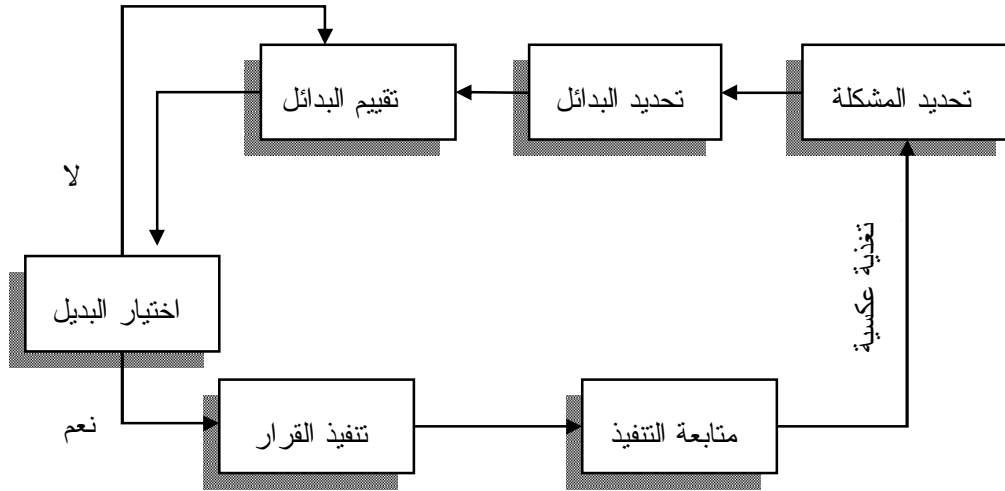 تحديد المشكلة
تحديد البدائل
تقييم البدائل
لا
اختيار البديل
نعم
تنفيذ القرار
متابعة التنفيذ
تغذية عكسية